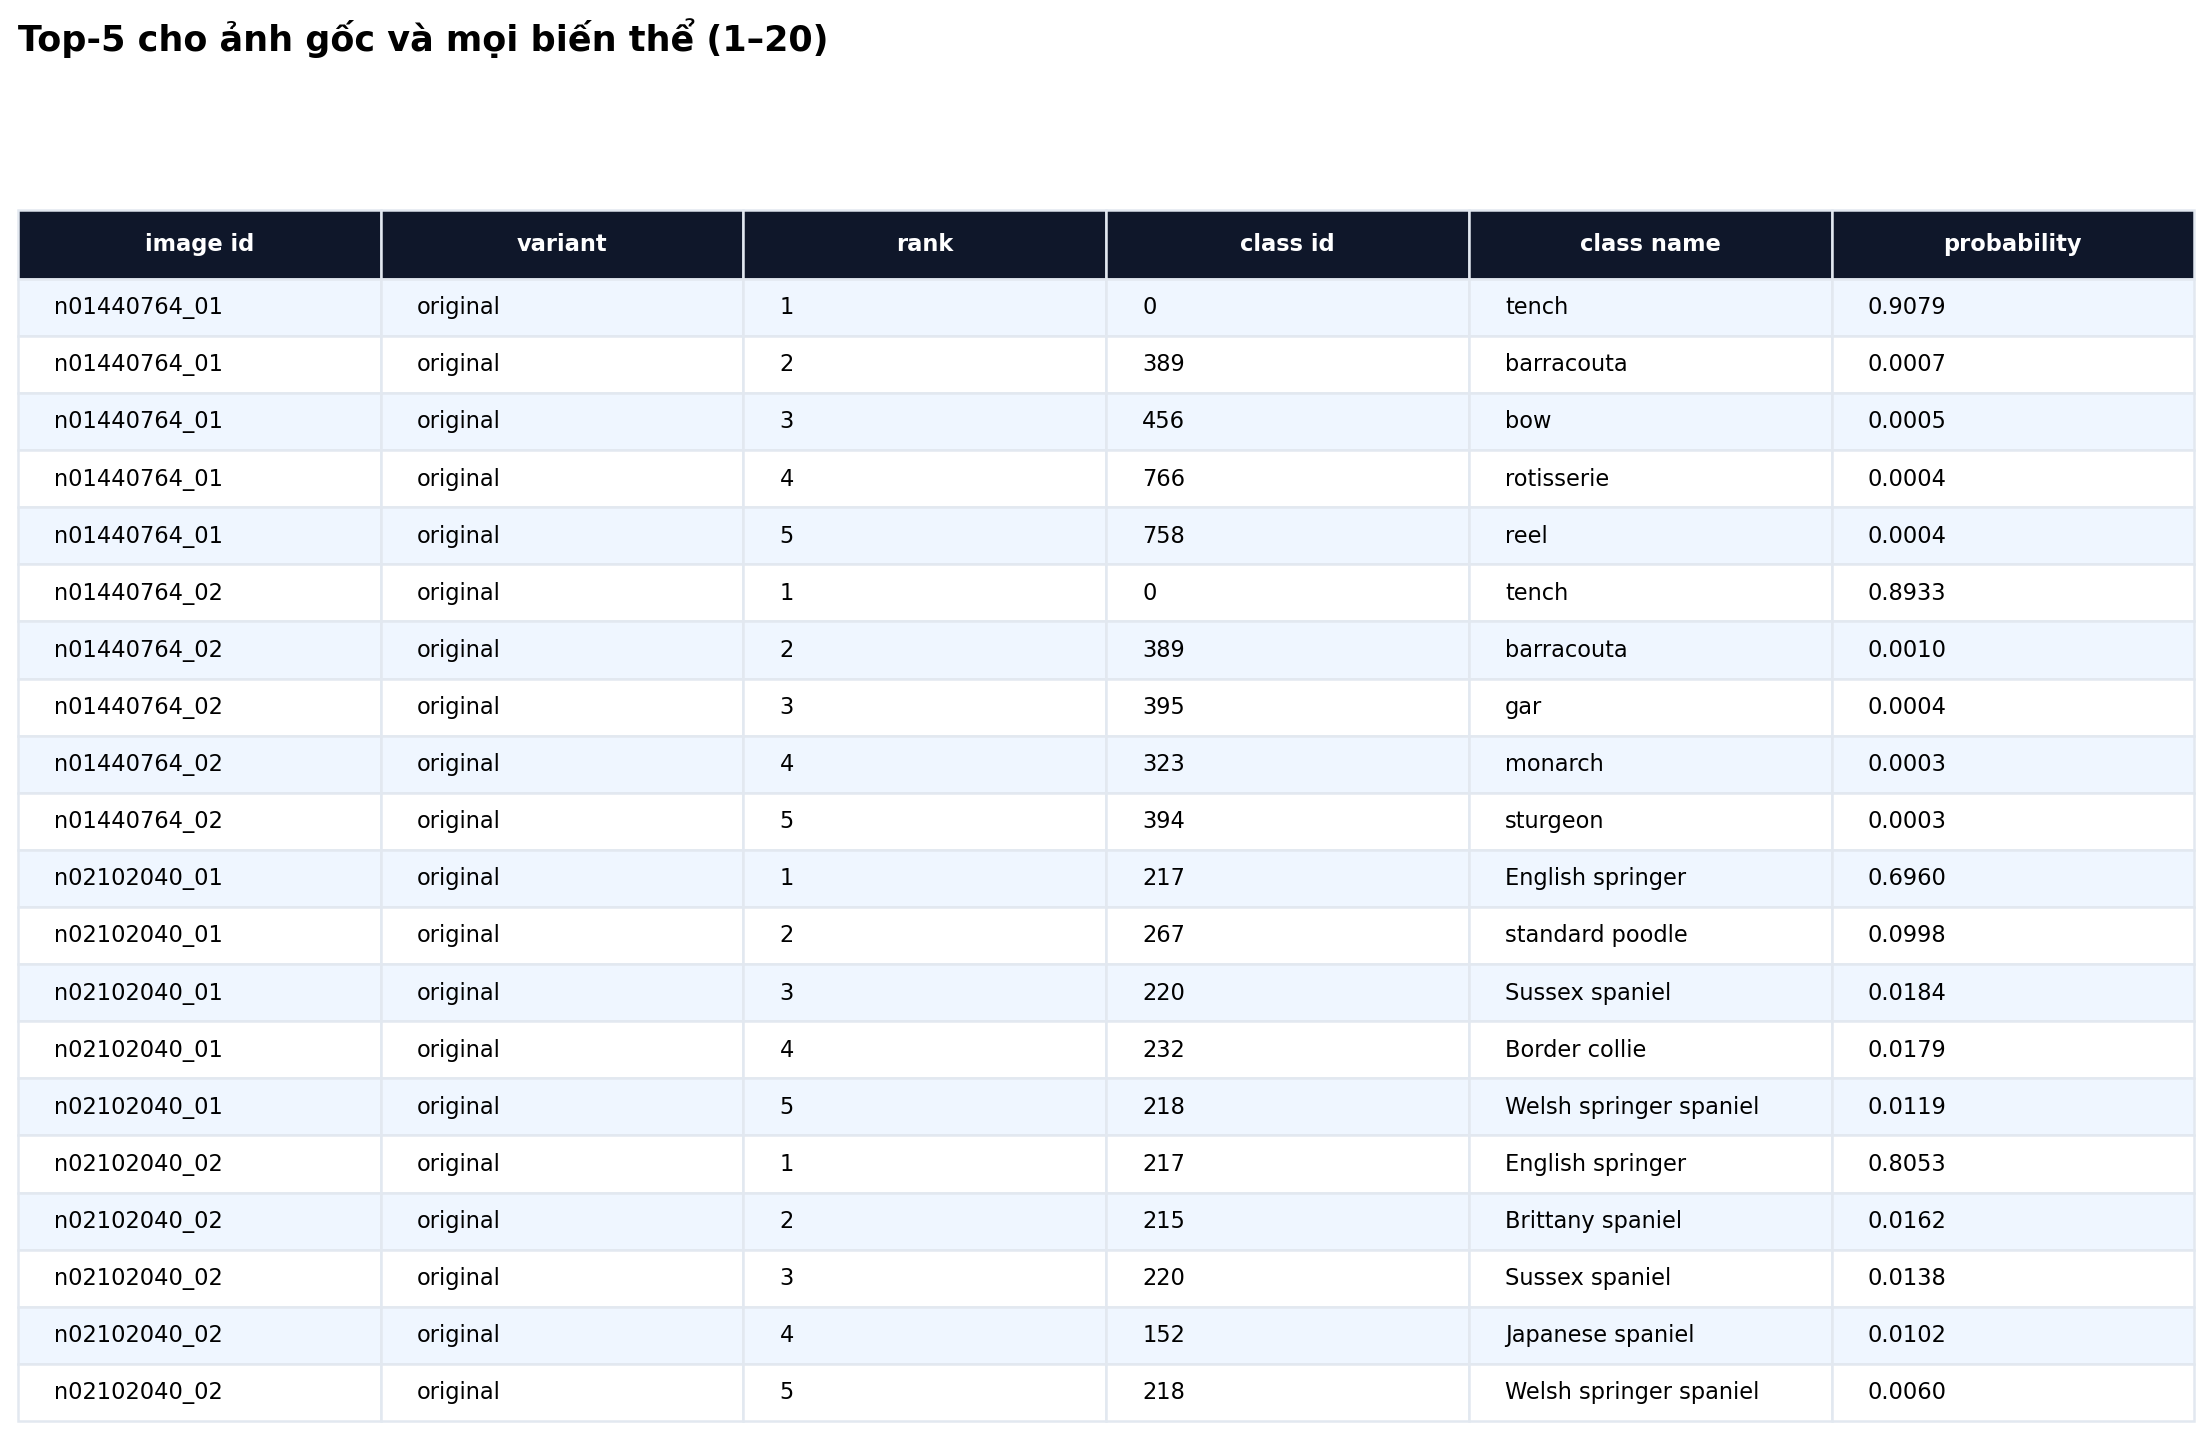 Top-5 cho ảnh gốc và mọi biến thể (1–20)
image id variant rank class id class name probability
n01440764_01 original 1 0 tench 0.9079
n01440764_01 original 2 389 barracouta 0.0007
n01440764_01 original 3 456 bow 0.0005
n01440764_01 original 4 766 rotisserie 0.0004
n01440764_01 original 5 758 reel 0.0004
n01440764_02 original 1 0 tench 0.8933
n01440764_02 original 2 389 barracouta 0.0010
n01440764_02 original 3 395 gar 0.0004
n01440764_02 original 4 323 monarch 0.0003
n01440764_02 original 5 394 sturgeon 0.0003
n02102040_01 original 1 217 English springer 0.6960
n02102040_01 original 2 267 standard poodle 0.0998
n02102040_01 original 3 220 Sussex spaniel 0.0184
n02102040_01 original 4 232 Border collie 0.0179
n02102040_01 original 5 218 Welsh springer spaniel 0.0119
n02102040_02 original 1 217 English springer 0.8053
n02102040_02 original 2 215 Brittany spaniel 0.0162
n02102040_02 original 3 220 Sussex spaniel 0.0138
n02102040_02 original 4 152 Japanese spaniel 0.0102
n02102040_02 original 5 218 Welsh springer spaniel 0.0060